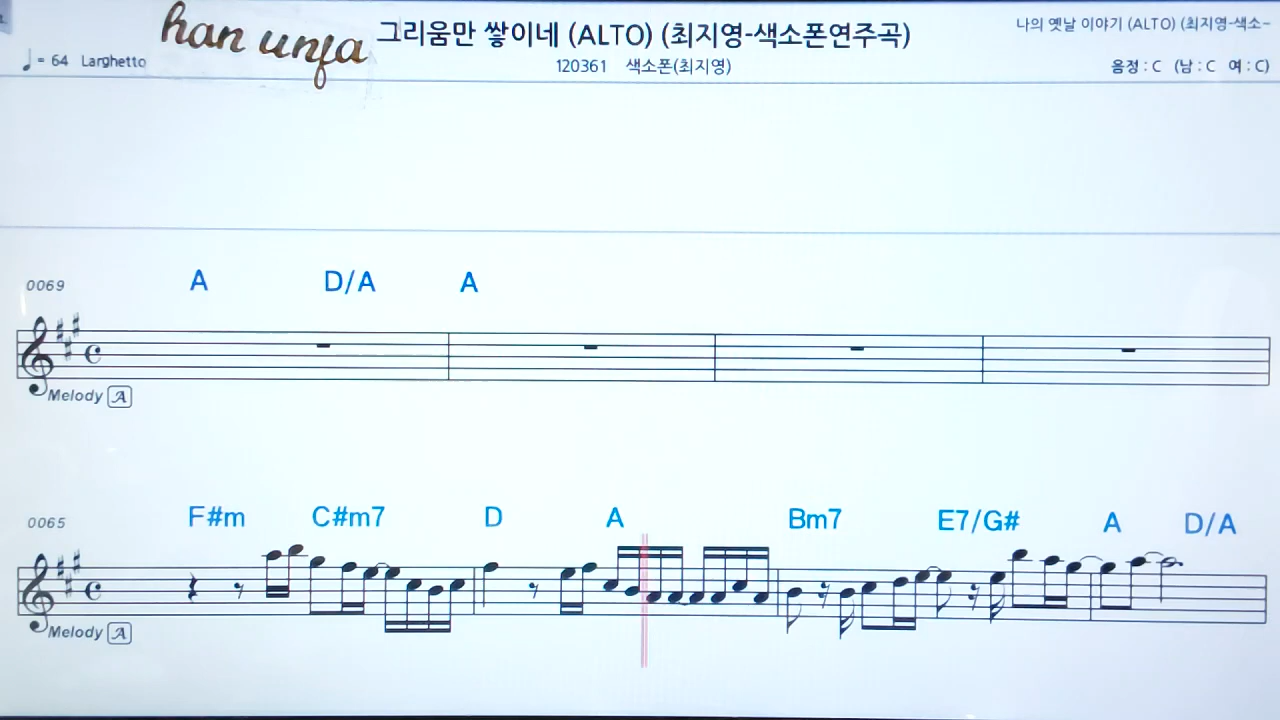 han unja
그리움만 쌓이네 (ALTO) (최지영-색소폰연주곡)
나의 옛날 이야기 (ALTO) (최지영-색소-
♩= 64 Larghetto
120361 색소폰(최지영)
음정 : C (남 : C 여 : C)
0069 A D/A A
Melody A
0065 F#m C#m7 D A Bm7 E7/G# A D/A
Melody A